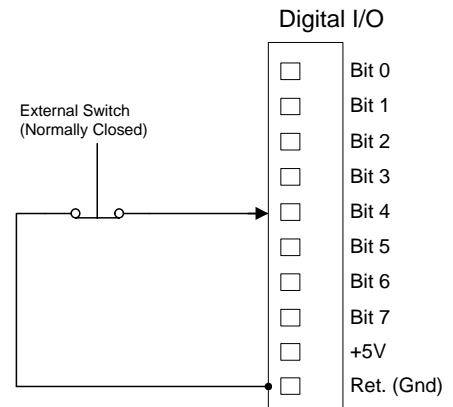 Digital I/O
External Switch
(Normally Closed)
Bit 0
Bit 1
Bit 2
Bit 3
Bit 4
Bit 5
Bit 6
Bit 7
+5V
Ret. (Gnd)